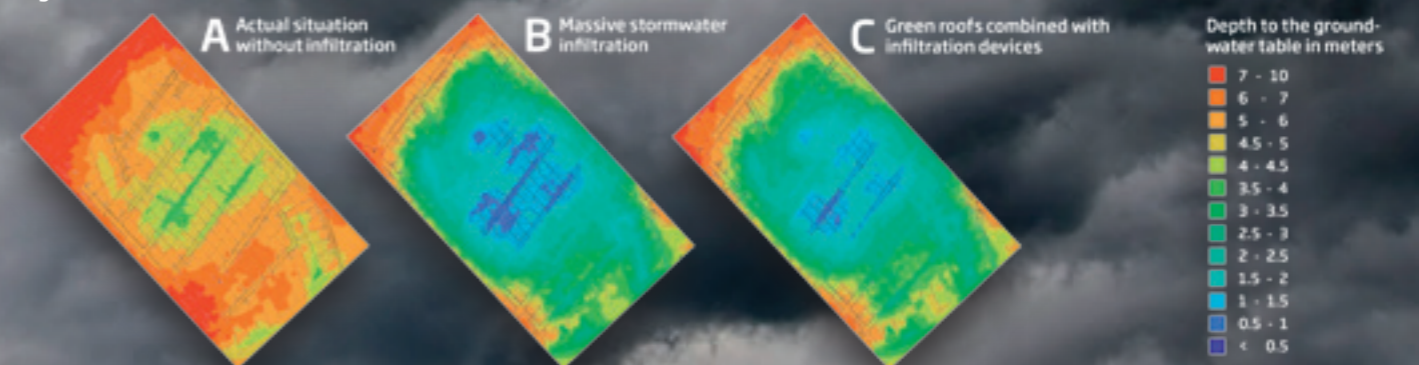 A
Actual situation
without infiltration
B
Massive stormwater
infiltration
C
Green roofs combined with
infiltration devices
Depth to the ground-
water table in meters
7 - 10
6 - 7
5 - 6
4.5 - 5
4 - 4.5
3.5 - 4
3 - 3.5
2.5 - 3
2 - 2.5
1.5 - 2
1 - 1.5
0.5 - 1
< 0.5